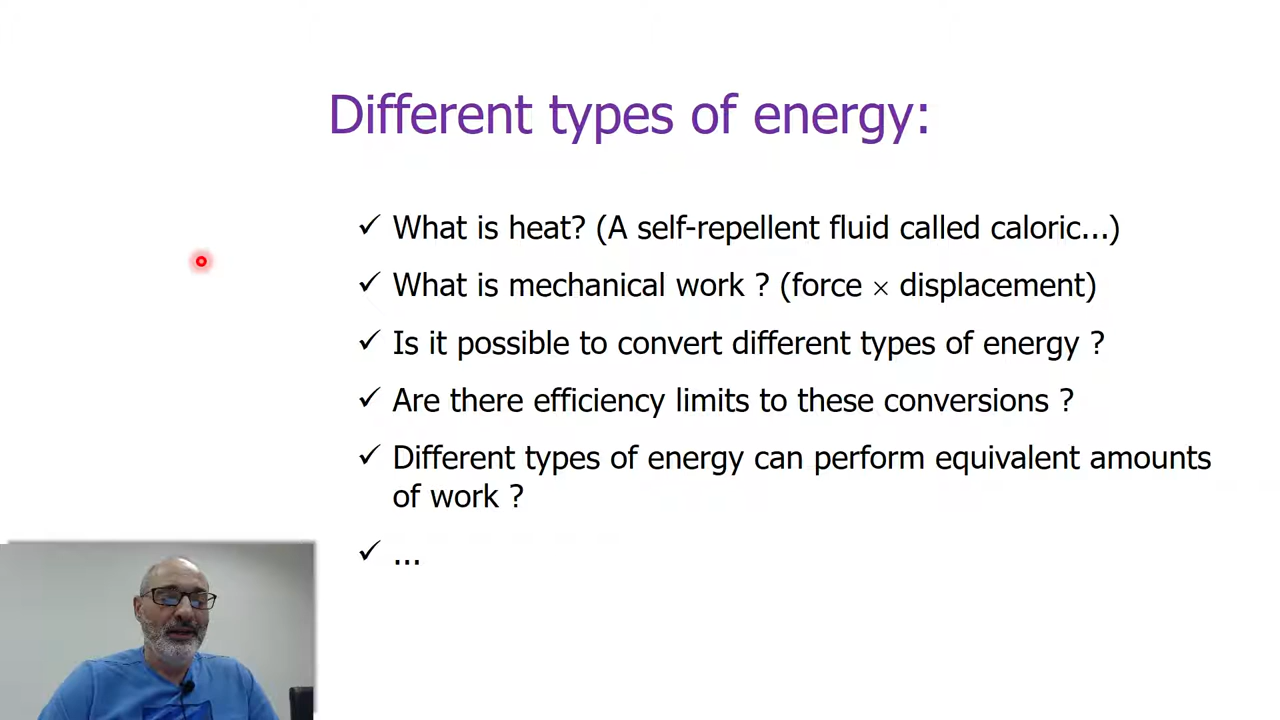 Different types of energy:
✓ What is heat? (A self-repellent fluid called caloric...)
✓ What is mechanical work ? (force × displacement)
✓ Is it possible to convert different types of energy ?
✓ Are there efficiency limits to these conversions ?
✓ Different types of energy can perform equivalent amounts
of work ?
✓ ...